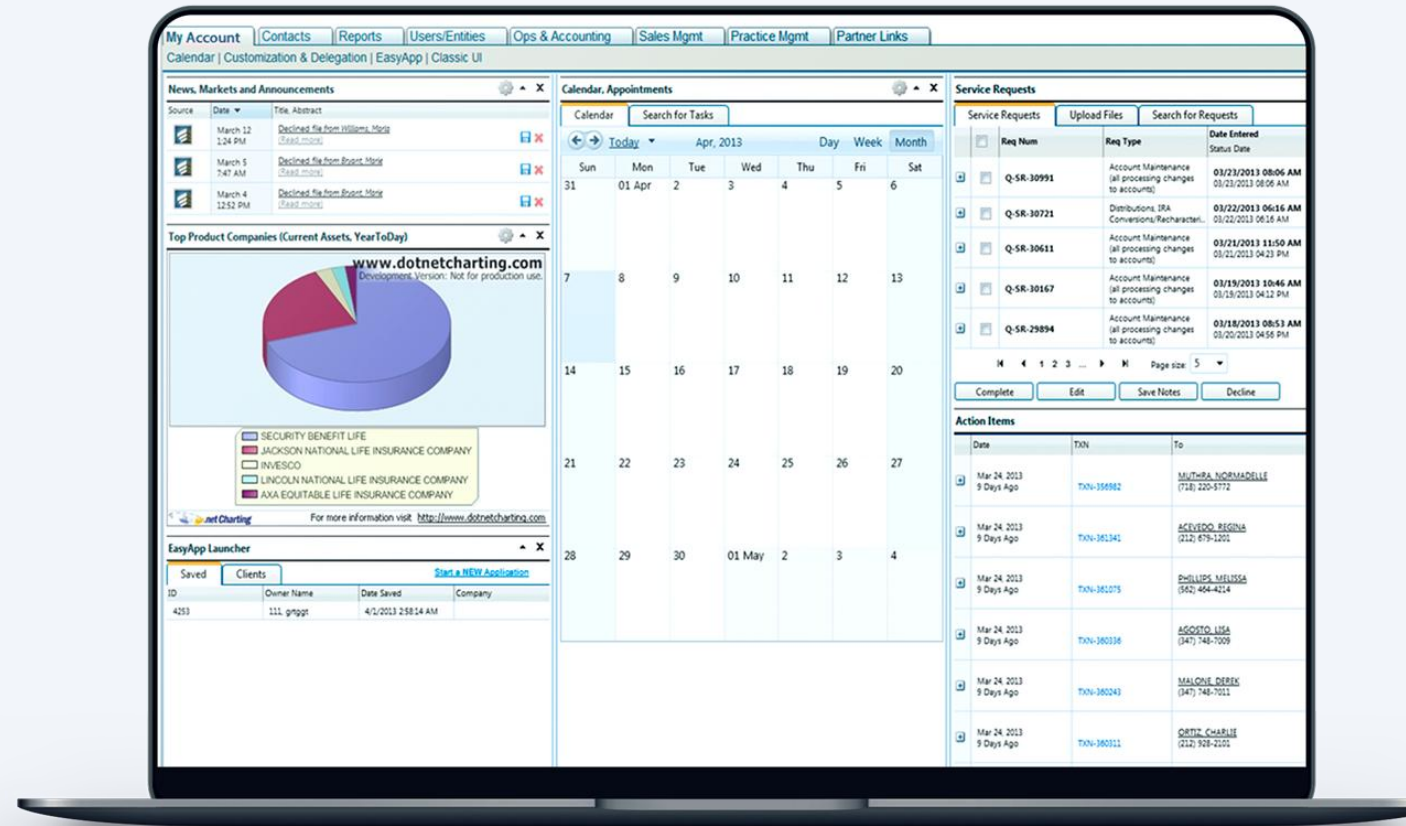 My Account Contacts Reports Users/Entities Ops & Accounting Sales Mgmt Practice Mgmt Partner Links
Calendar | Customization & Delegation | EasyApp | Classic UI
News, Markets and Announcements
Source Date Title, Abstract
March 12
1:24 PM
Declined file from Williams, Maria
(Read more)
March 5
7:47 AM
Declined file from Bryant, Marie
(Read more)
March 4
12:52 PM
Declined file from Bryant, Marie
(Read more)
Top Product Companies (Current Assets, YearToDay)
www.dotnetcharting.com
Development Version: Not for production use.
SECURITY BENEFIT LIFE
JACKSON NATIONAL LIFE INSURANCE COMPANY
INVESCO
LINCOLN NATIONAL LIFE INSURANCE COMPANY
AXA EQUITABLE LIFE INSURANCE COMPANY
.net Charting For more information visit http://www.dotnetcharting.com
EasyApp Launcher X
Saved Clients Start a NEW Application
ID Owner Name Date Saved Company
4253 111, 4/1/2013 2:58:14 AM
Calendar, Appointments X
Calendar Search for Tasks
Today Apr, 2013 Day Week Month
Sun Mon Tue Wed Thu Fri Sat
31 01 Apr 2 3 4 5 6
7 8 9 10 11 12 13
14 15 16 17 18 19 20
21 22 23 24 25 26 27
28 29 30 01 May 2 3 4
Service Requests
Service Requests Upload Files Search for Requests
Req Num Req Type Date Entered
Status Date
Q-SR-30991
Account Maintenance
(all processing changes
to accounts)
03/23/2013 08:06 AM
03/23/2013 08:06 AM
Q-SR-30721
Distributions, IRA
Conversions/Recharacteri..
03/22/2013 06:16 AM
03/22/2013 06:16 AM
Q-SR-30611
Account Maintenance
(all processing changes
to accounts)
03/21/2013 11:50 AM
03/21/2013 04:23 PM
Q-SR-30167
Account Maintenance
(all processing changes
to accounts)
03/19/2013 10:46 AM
03/19/2013 04:12 PM
Q-SR-29894
Account Maintenance
(all processing changes
to accounts)
03/18/2013 08:53 AM
03/20/2013 04:56 PM
1 2 3 ... Page size: 5
Complete Edit Save Notes Decline
Action Items
Date TXN To
Mar 24, 2013
9 Days Ago
TXN-356982
MUTHRA, NORMADELLE
(718) 220-5772
Mar 24, 2013
9 Days Ago
TXN-361341
ACEVEDO, REGINA
(212) 679-1201
Mar 24, 2013
9 Days Ago
TXN-361075
PHILLIPS, MELISSA
(562) 464-4214
Mar 24, 2013
9 Days Ago
TXN-360336
AGOSTO, LISA
(347) 748-7009
Mar 24, 2013
9 Days Ago
TXN-360243
MALONE, DEREK
(347) 748-7011
Mar 24, 2013
9 Days Ago
TXN-360311
ORTIZ, CHARLIE
(212) 928-2101